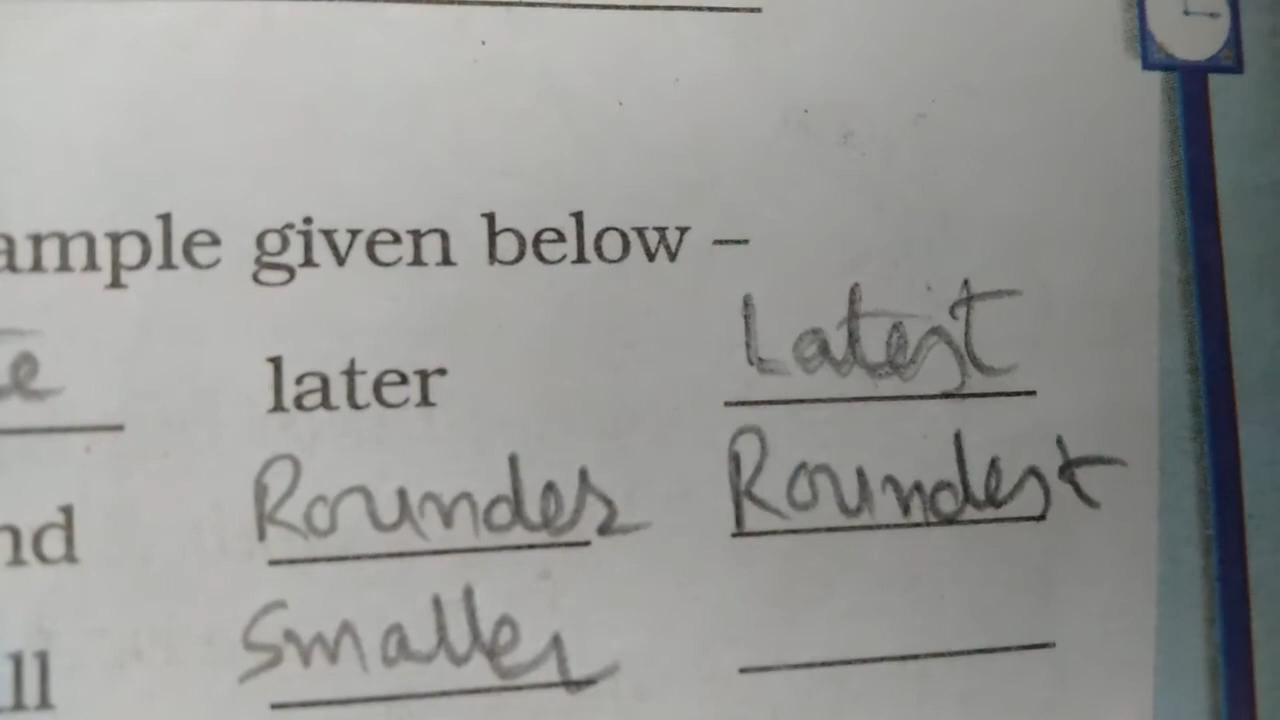 ample given below –
e later Latest
nd Rounder Roundest
ll Smaller